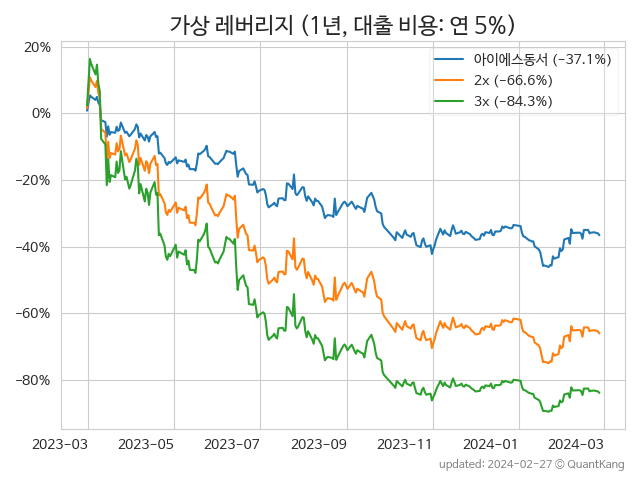 가상 레버리지 (1년, 대출 비용: 연 5%)
20%
0%
−20%
−40%
−60%
−80%
아이에스동서 (−37.1%)
2x (−66.6%)
3x (−84.3%)
2023-03
2023-05
2023-07
2023-09
2023-11
2024-01
2024-03
updated: 2024-02-27 © QuantKang